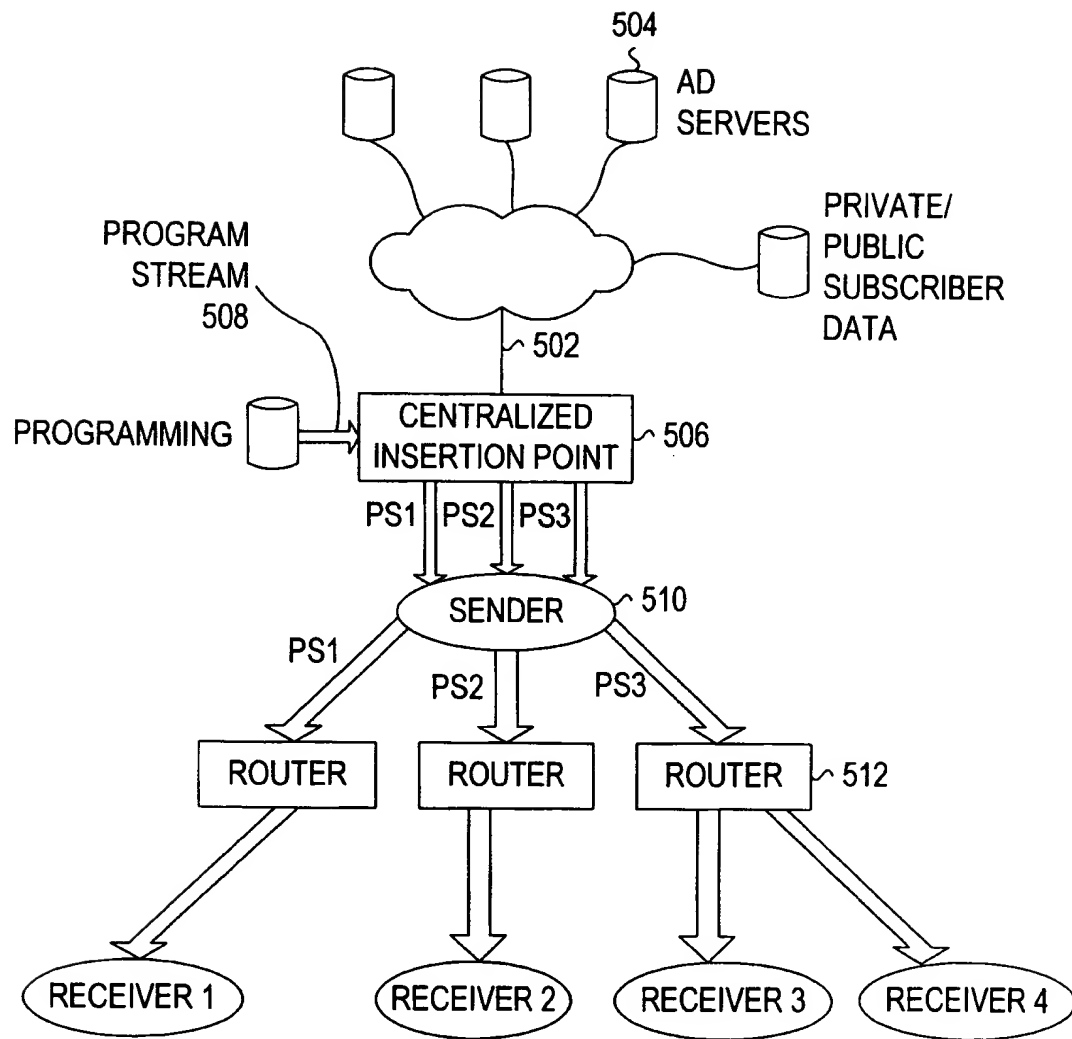 504
AD
SERVERS
PRIVATE/
PUBLIC
SUBSCRIBER
DATA
PROGRAM
STREAM
508
502
PROGRAMMING
CENTRALIZED
INSERTION POINT
506
PS1
PS2
PS3
SENDER
510
PS1
PS2
PS3
ROUTER
ROUTER
ROUTER
512
RECEIVER 1
RECEIVER 2
RECEIVER 3
RECEIVER 4